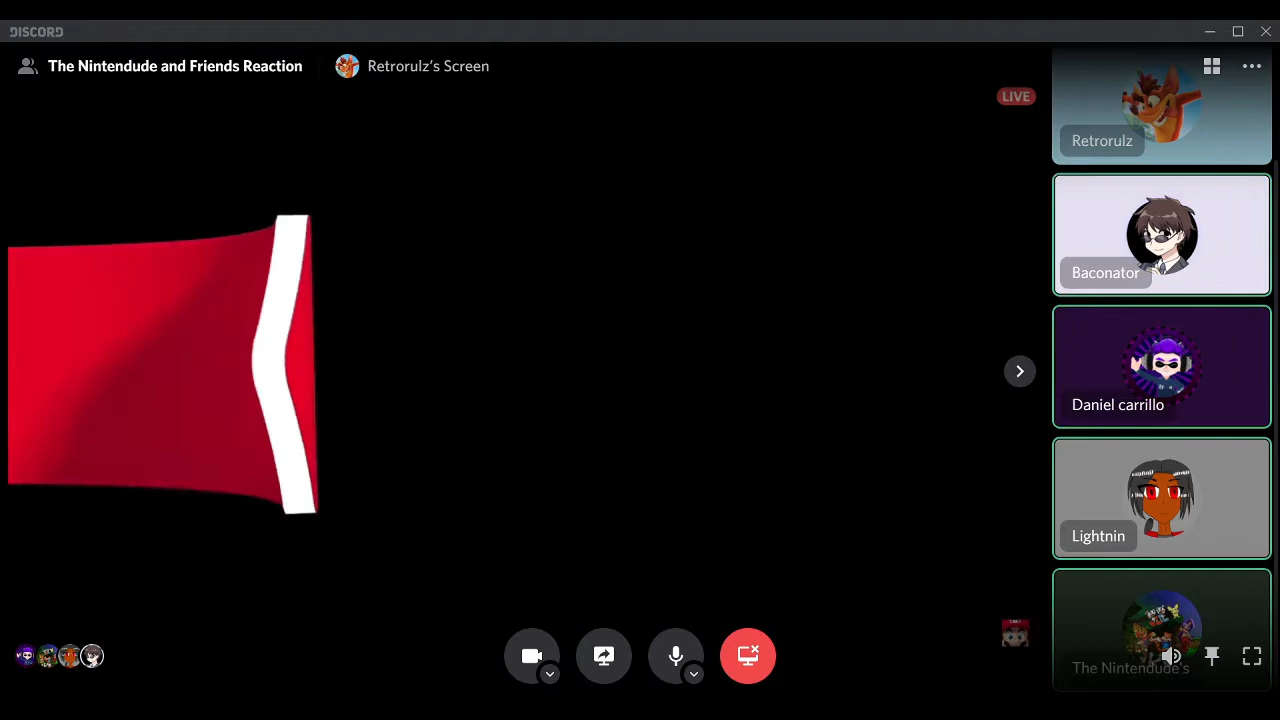 DISCORD
The Nintendude and Friends Reaction
Retrorulz's Screen
LIVE
Retrorulz
Baconator
Daniel carrillo
Lightnin
The Nintendude's